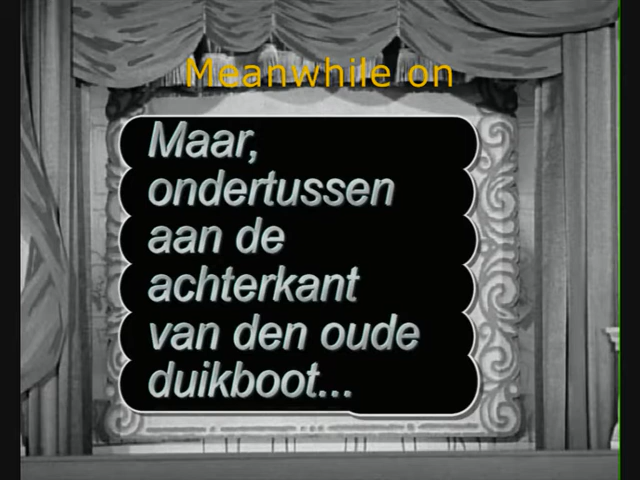 Meanwhile on
Maar,
ondertussen
aan de
achterkant
van den oude
duikboot...